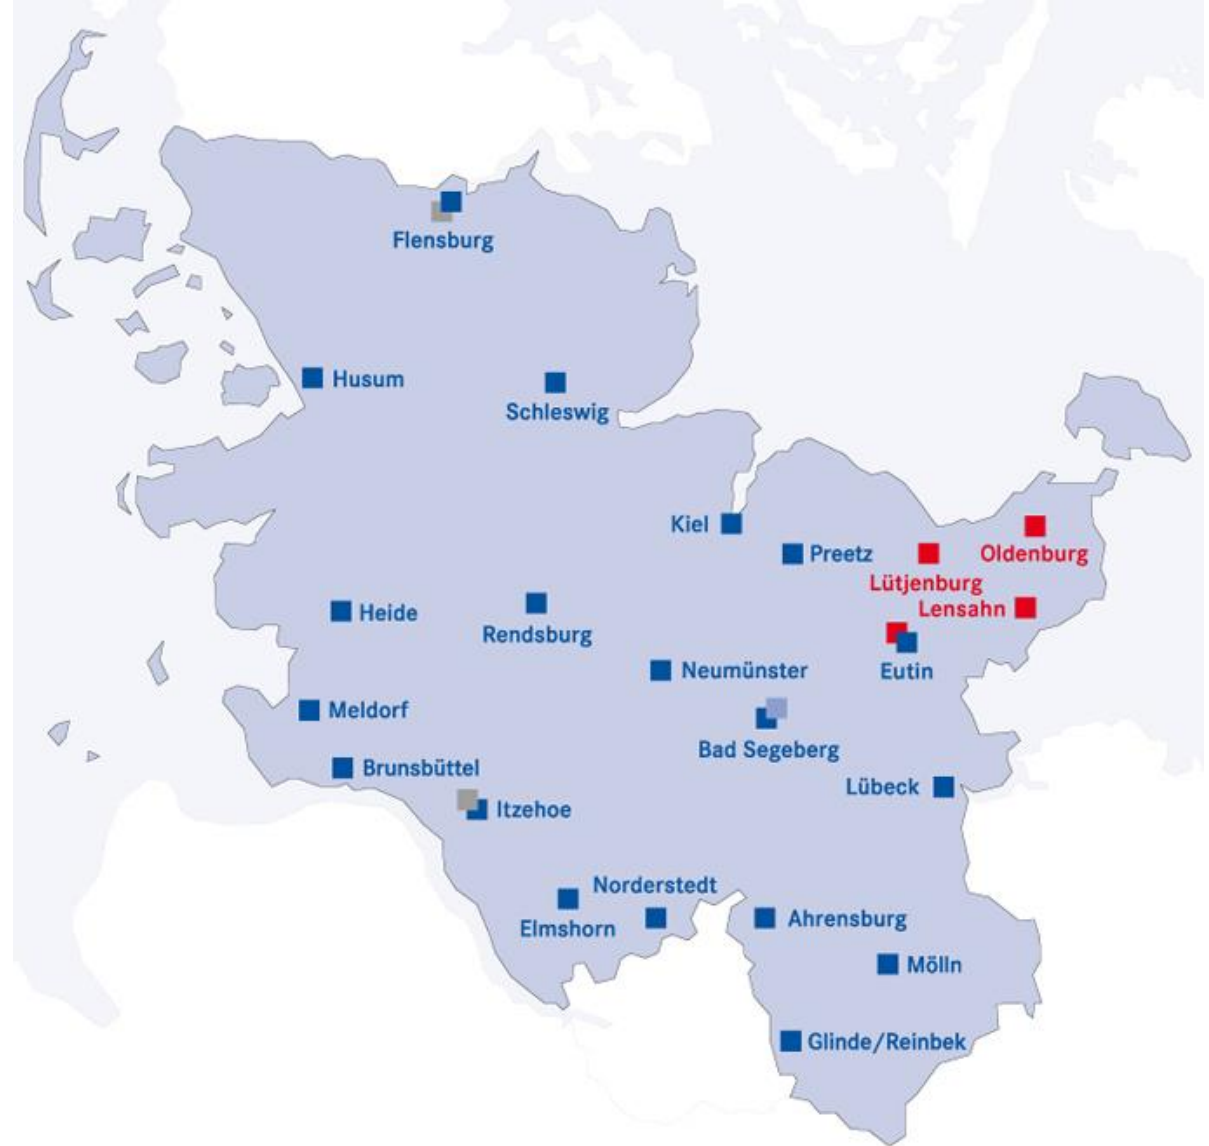 Flensburg
Husum
Schleswig
Kiel
Preetz
Oldenburg
Lütjenburg
Lensahn
Heide
Rendsburg
Eutin
Neumünster
Meldorf
Bad Segeberg
Brunsbüttel
Lübeck
Itzehoe
Norderstedt
Elmshorn
Ahrensburg
Mölln
Glinde/Reinbek